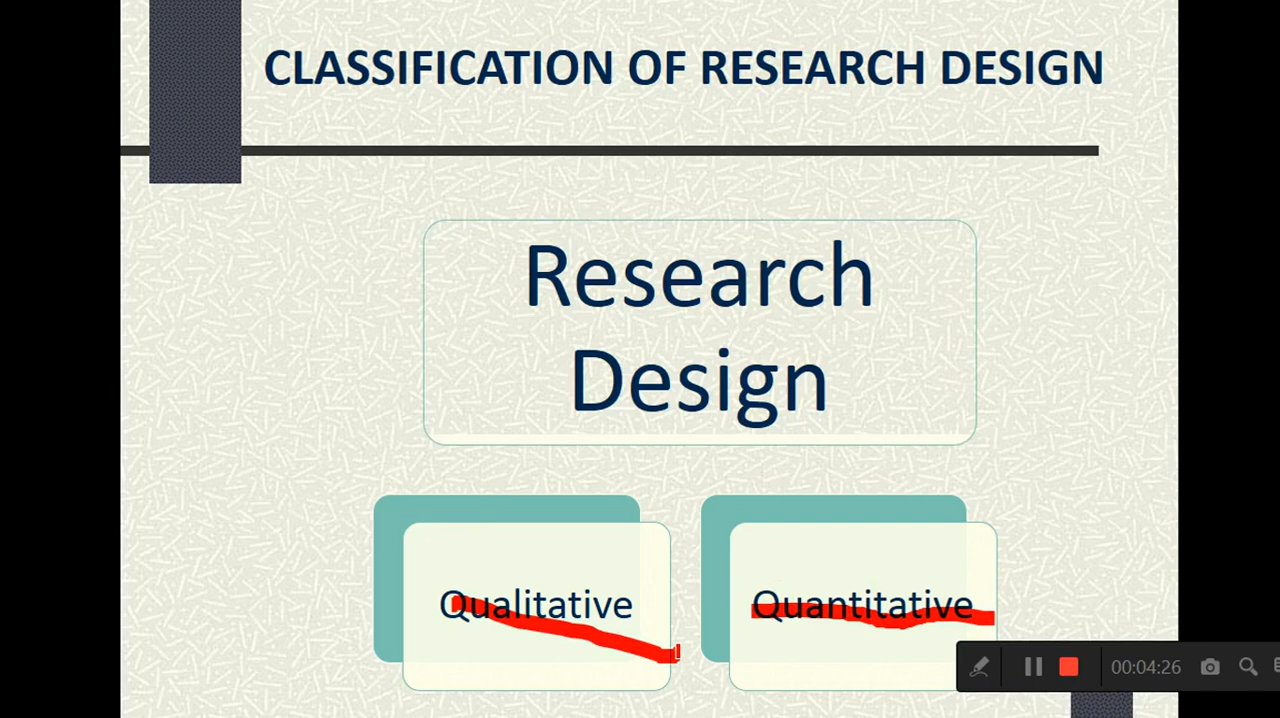 CLASSIFICATION OF RESEARCH DESIGN
Research
Design
Qualitative
Quantitative
00:04:26